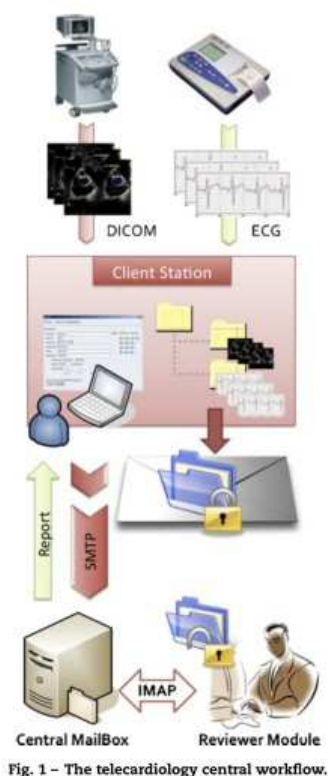 DICOM
ECG
Client Station
Report
SMTP
IMAP
Central MailBox
Reviewer Module
Fig. 1 – The telecardiology central workflow.